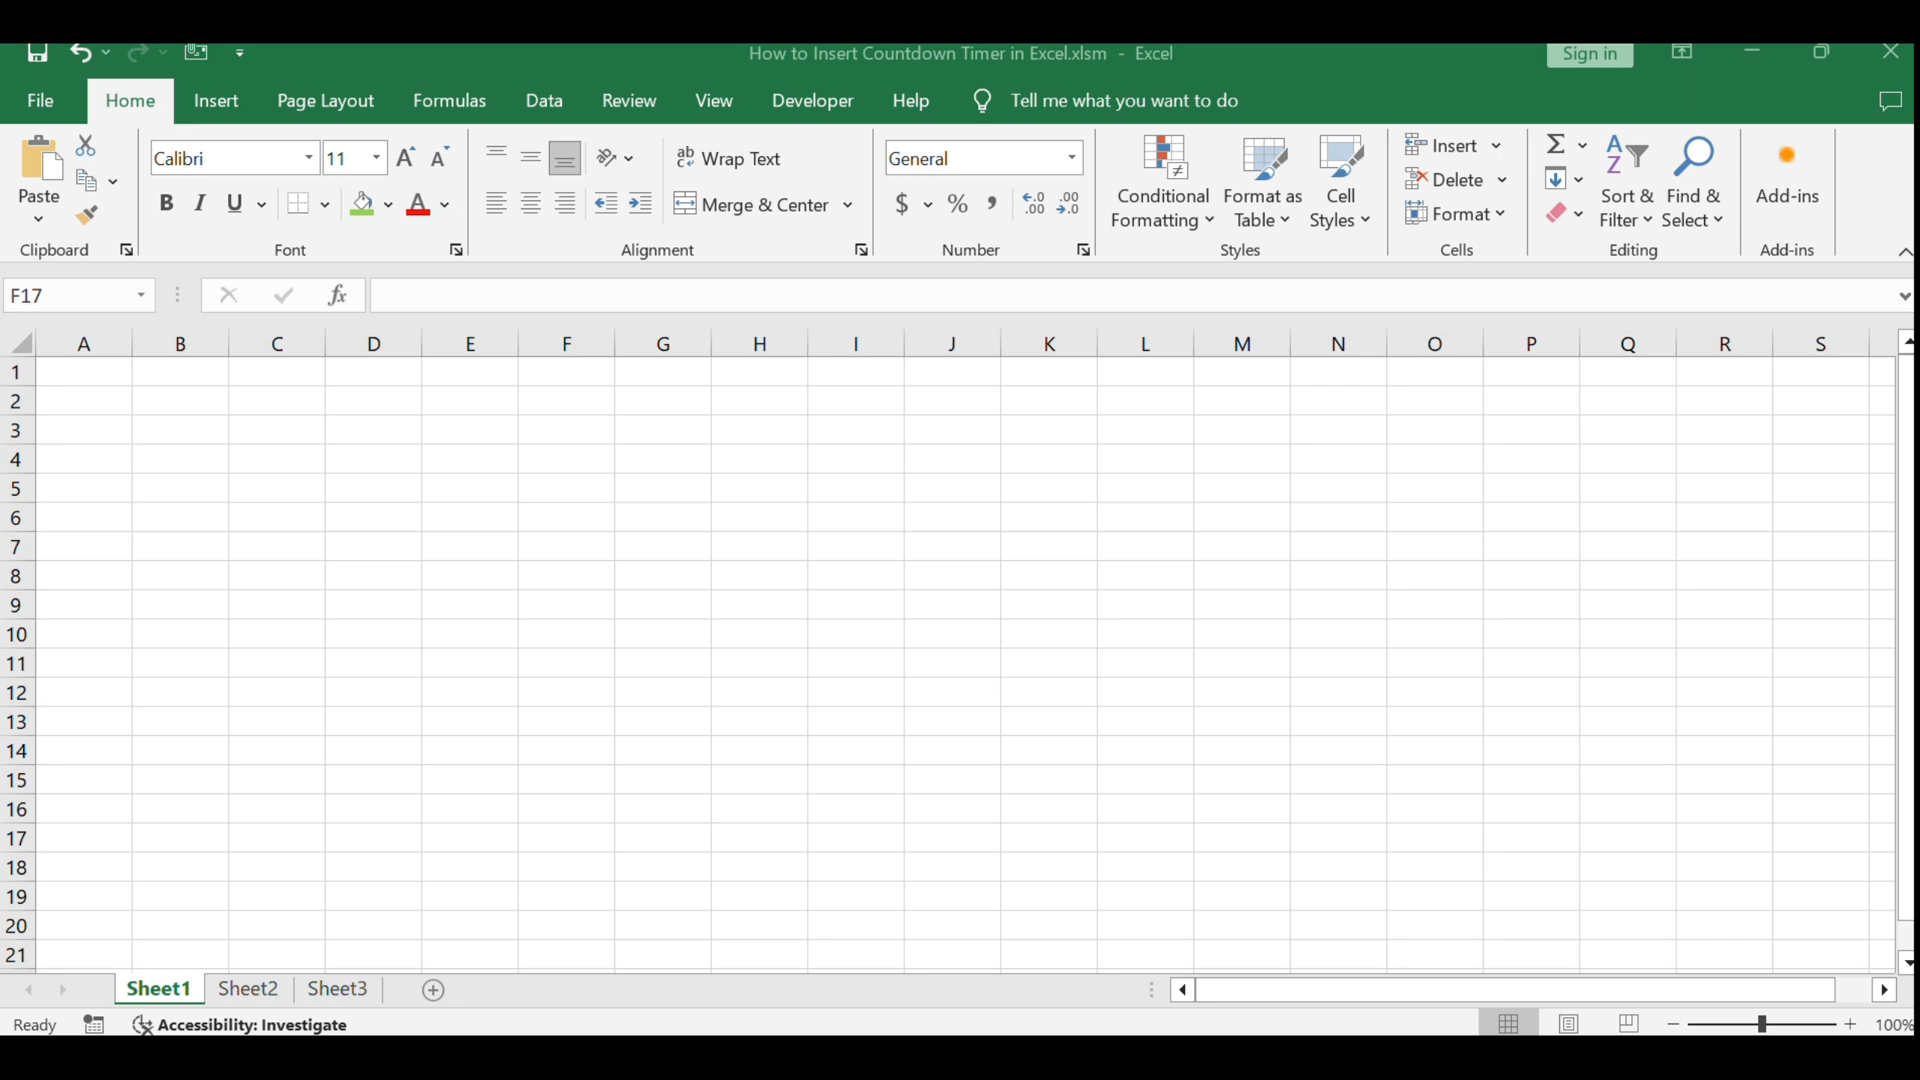 How to Insert Countdown Timer in Excel.xlsm - Excel
Sign in
File Home Insert Page Layout Formulas Data Review View Developer Help Tell me what you want to do
Paste
Clipboard
Calibri 11
B I U A
Font
ab Wrap Text
Merge & Center
Alignment
General
$ % , .00 .00
Number
Conditional Formatting
Format as Table
Cell Styles
Styles
Insert
Delete
Format
Cells
Σ
Sort & Filter
Find & Select
Editing
Add-ins
Add-ins
F17 fx
A B C D E F G H I J K L M N O P Q R S
1
2
3
4
5
6
7
8
9
10
11
12
13
14
15
16
17
18
19
20
21
Sheet1 Sheet2 Sheet3
Ready Accessibility: Investigate 100%